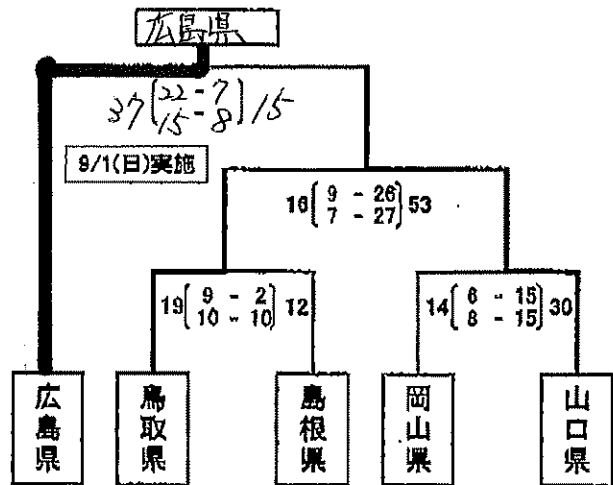 広島県
37 (22 - 7 15 - 8) 15
9/1(日)実施
16 (9 - 26 7 - 27) 53
19 (9 - 2 10 - 10) 12
14 (6 - 15 8 - 15) 30
広島県
鳥取県
島根県
岡山県
山口県